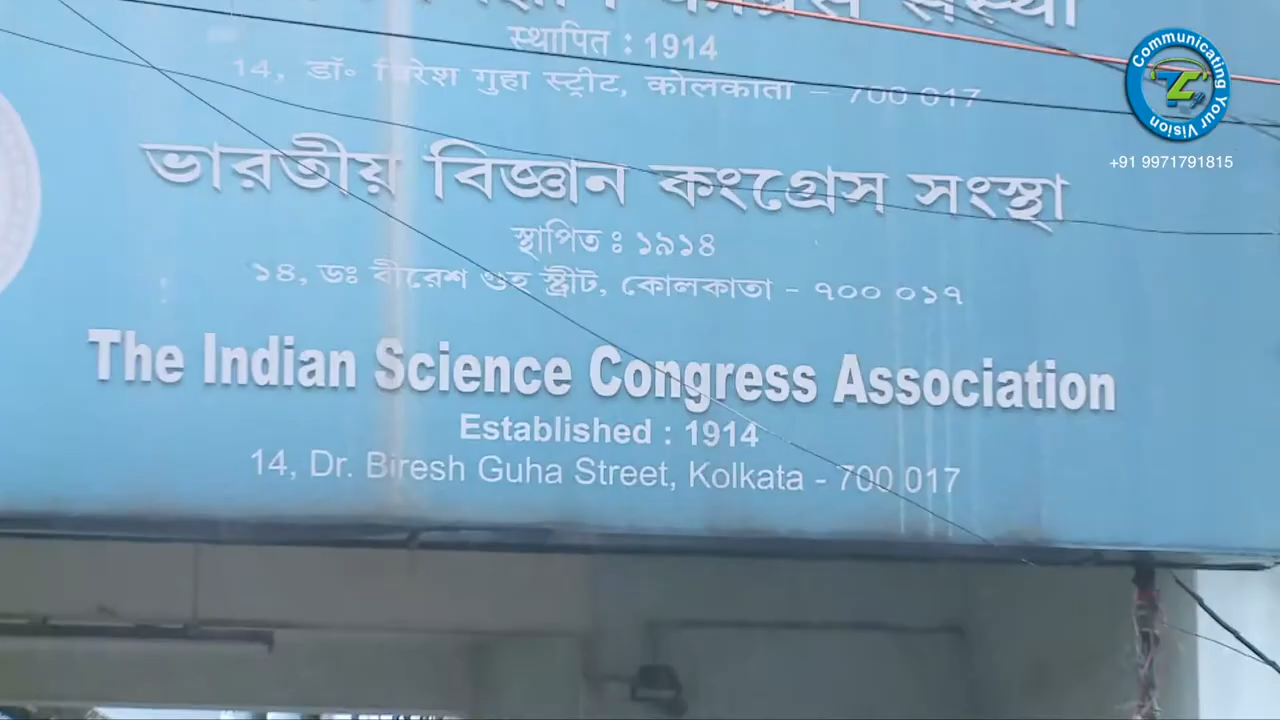 स्थापित : 1914
14, डॉ॰ बिरेश गुहा स्ट्रीट, कोलकाता – 700 017
ভারতীয় বিজ্ঞান কংগ্রেস সংস্থা
স্থাপিত : ১৯১৪
১৪, ডঃ বীরেশ গুহ স্ট্রীট, কোলকাতা - ৭০০ ০১৭
The Indian Science Congress Association
Established : 1914
14, Dr. Biresh Guha Street, Kolkata - 700 017
Communicating Your Vision
+91 9971791815